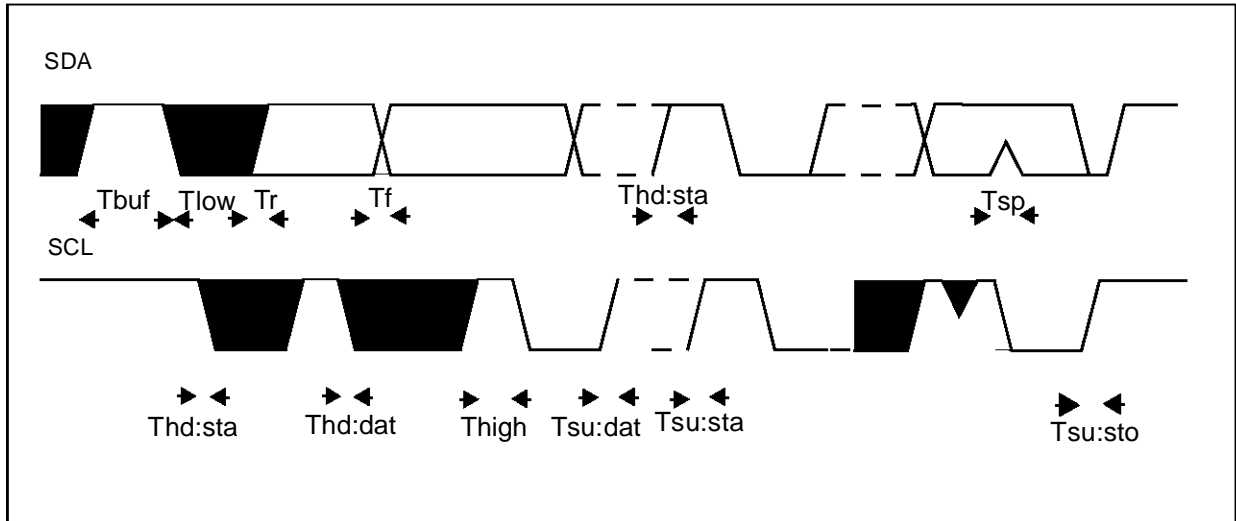 SDA
Tbuf Tlow Tr Tf Thd:sta Tsp
SCL
Thd:sta Thd:dat Thigh Tsu:dat Tsu:sta Tsu:sto